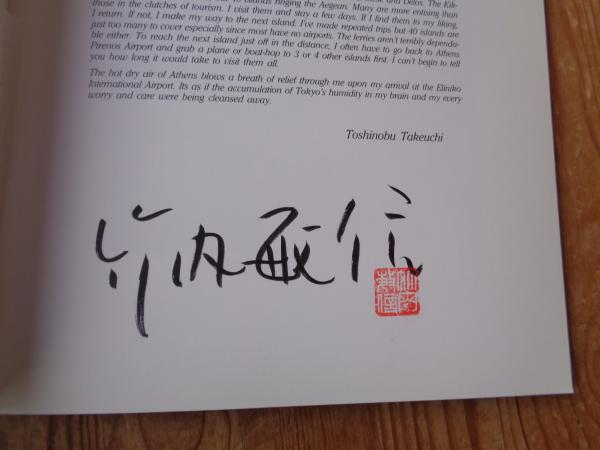 ringing the Aegean.
those in the clutches of tourism. I visit them and stay a few days. If I find them to my liking,
I return. If not, I make my way to the next island. I've made repeated trips but 40 islands are
just too many to cover especially since most have no airports. The ferries aren't terribly dependa-
ble either. To reach the next island just off in the distance, I often have to go back to Athens
Pirenos Airport and grab a plane or boat-hop to 3 or 4 other islands first. I can't begin to tell
you how long it would take to visit them all.
The hot dry air of Athens blows a breath of relief through me upon my arrival at the Eliniko
International Airport. Its as if the accumulation of Tokyo's humidity in my brain and my every
worry and care were being cleansed away.
Toshinobu Takeuchi
竹内敏信